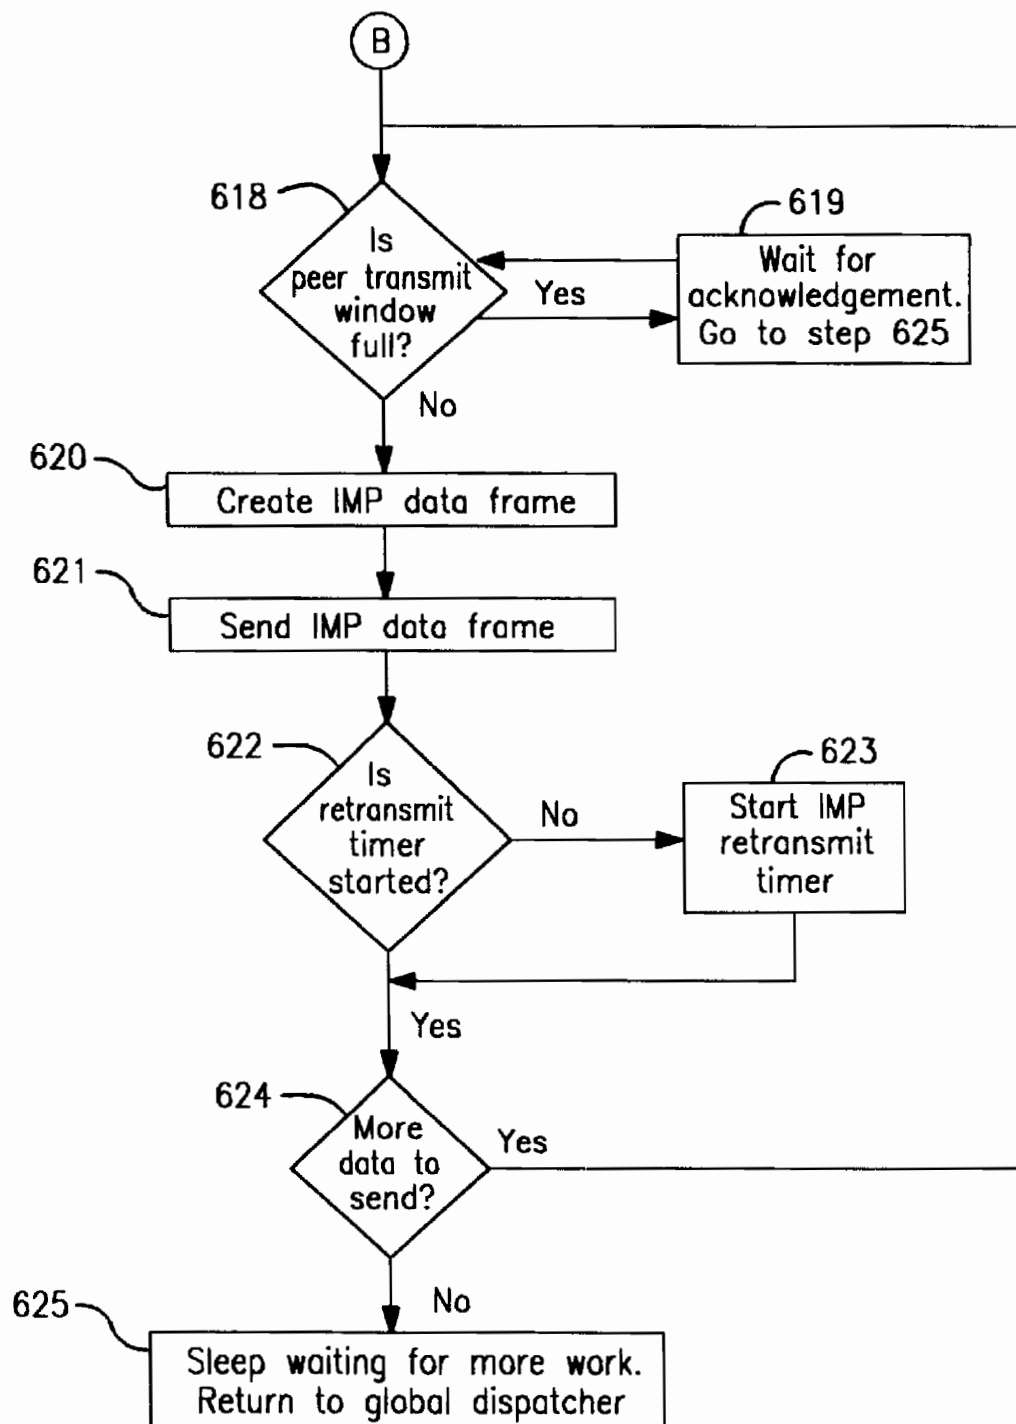 B
618
Is
peer transmit
window
full?
Yes
619
Wait for
acknowledgement.
Go to step 625
No
620
Create IMP data frame
621
Send IMP data frame
622
Is
retransmit
timer
started?
No
623
Start IMP
retransmit
timer
Yes
624
More
data to
send?
Yes
No
625
Sleep waiting for more work.
Return to global dispatcher